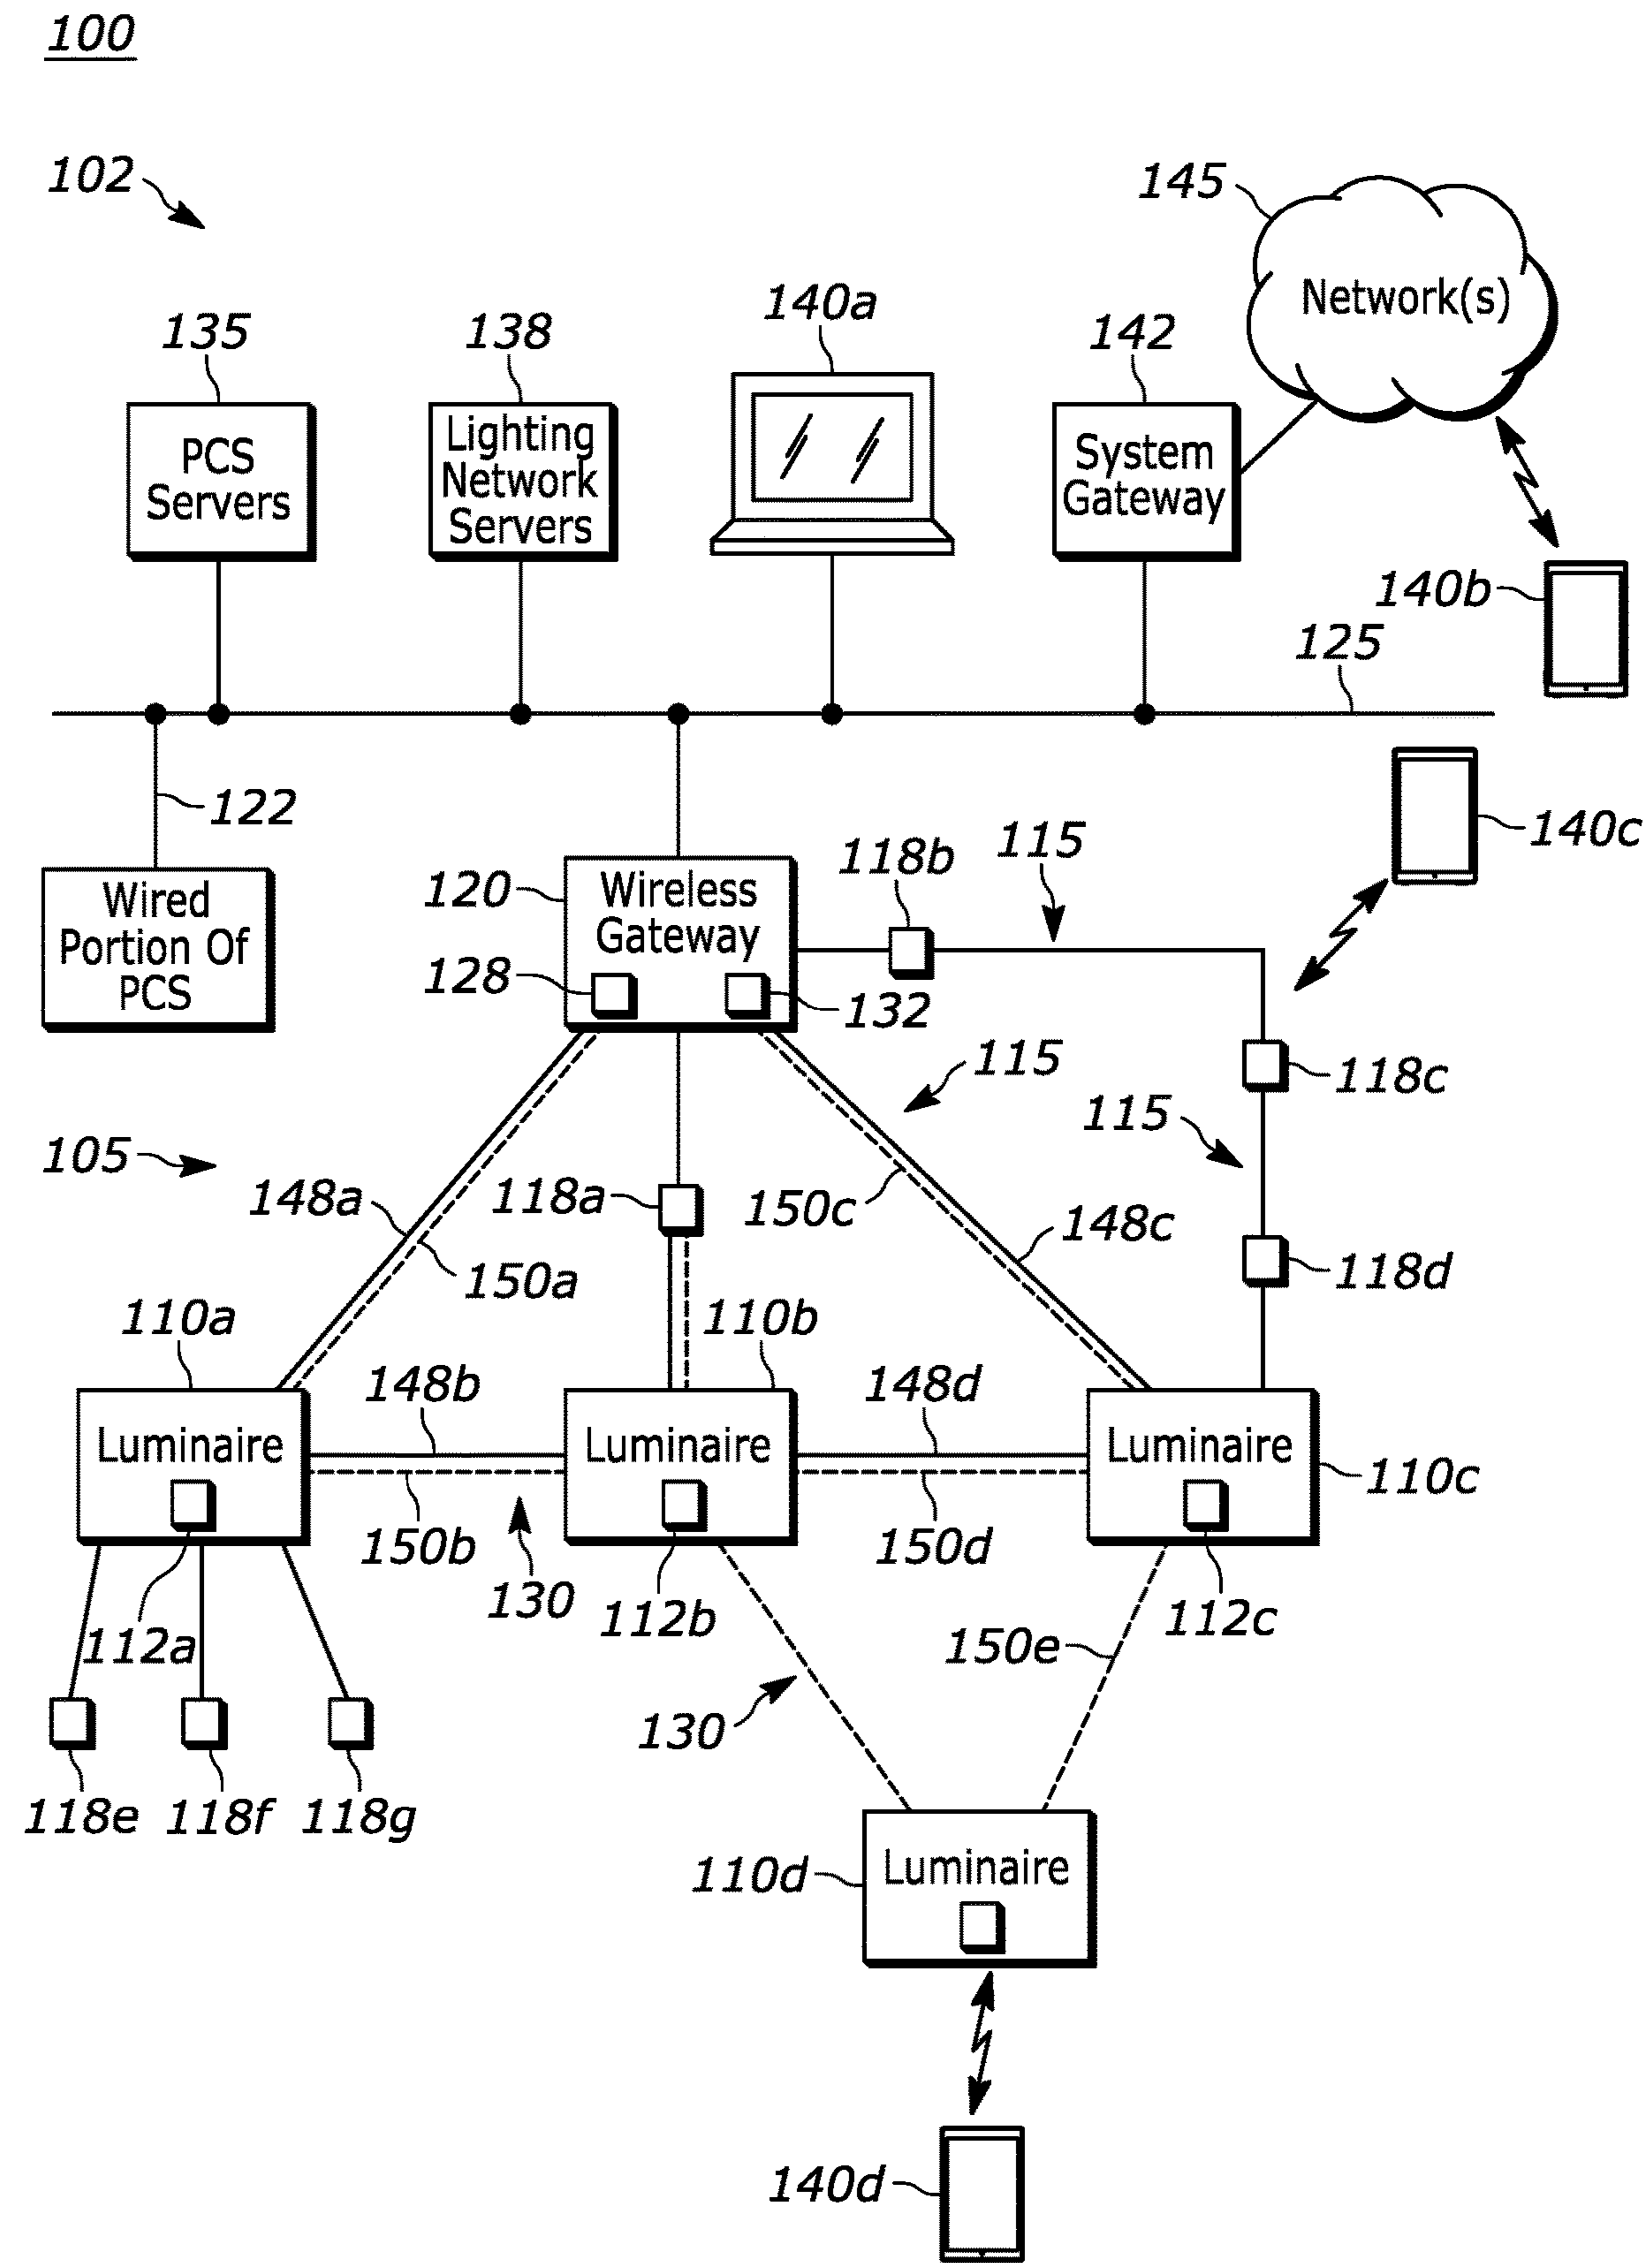 100
102
145
Network(s)
140a
135
138
142
PCS
Servers
Lighting
Network
Servers
System
Gateway
140b
125
122
140c
118b
115
Wired
Portion Of
PCS
120
Wireless
Gateway
128
132
115
118c
115
105
148a
118a
150c
148c
150a
118d
110a
110b
148b
148d
Luminaire
Luminaire
Luminaire
110c
150b
150d
130
112a
112b
112c
150e
130
118e
118f
118g
110d
Luminaire
140d